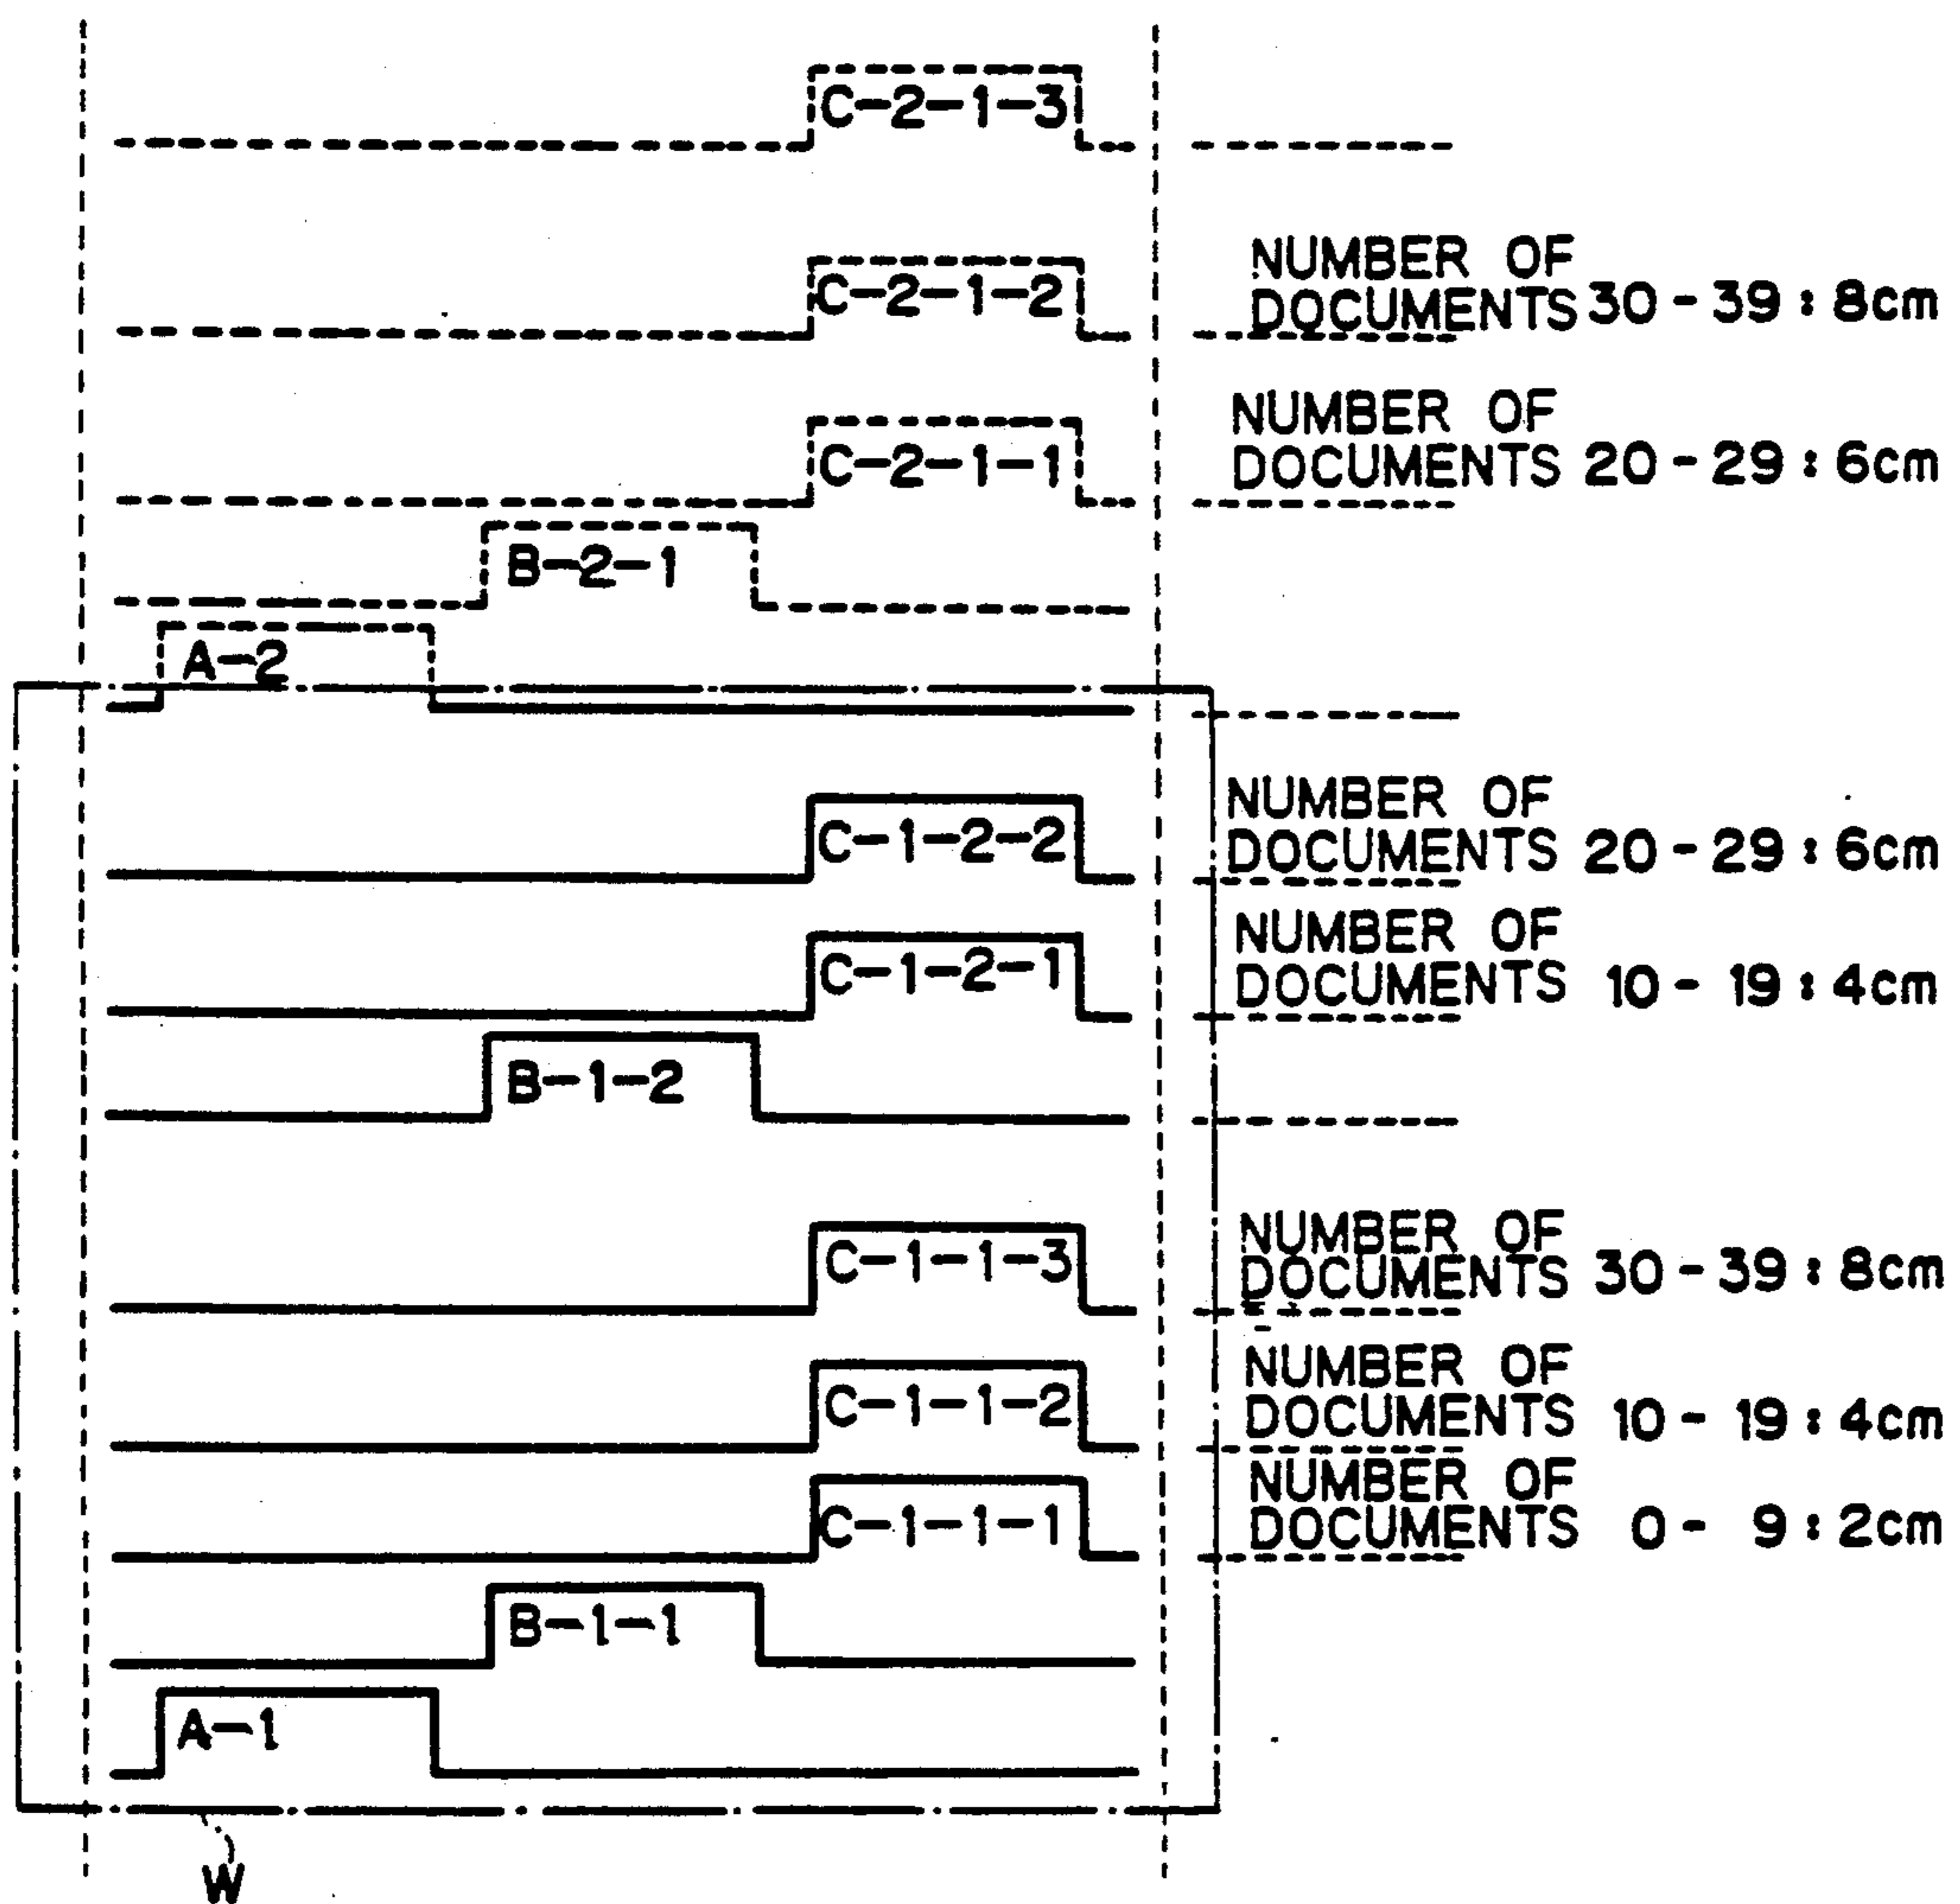 C-2-1-3
C-2-1-2
NUMBER OF
DOCUMENTS 30-39:8cm
C-2-1-1
NUMBER OF
DOCUMENTS 20-29:6cm
B-2-1
A-2
C-1-2-2
NUMBER OF
DOCUMENTS 20-29:6cm
C-1-2-1
NUMBER OF
DOCUMENTS 10-19:4cm
B-1-2
C-1-1-3
NUMBER OF
DOCUMENTS 30-39:8cm
C-1-1-2
NUMBER OF
DOCUMENTS 10-19:4cm
C-1-1-1
NUMBER OF
DOCUMENTS 0-9:2cm
B-1-1
A-1
W